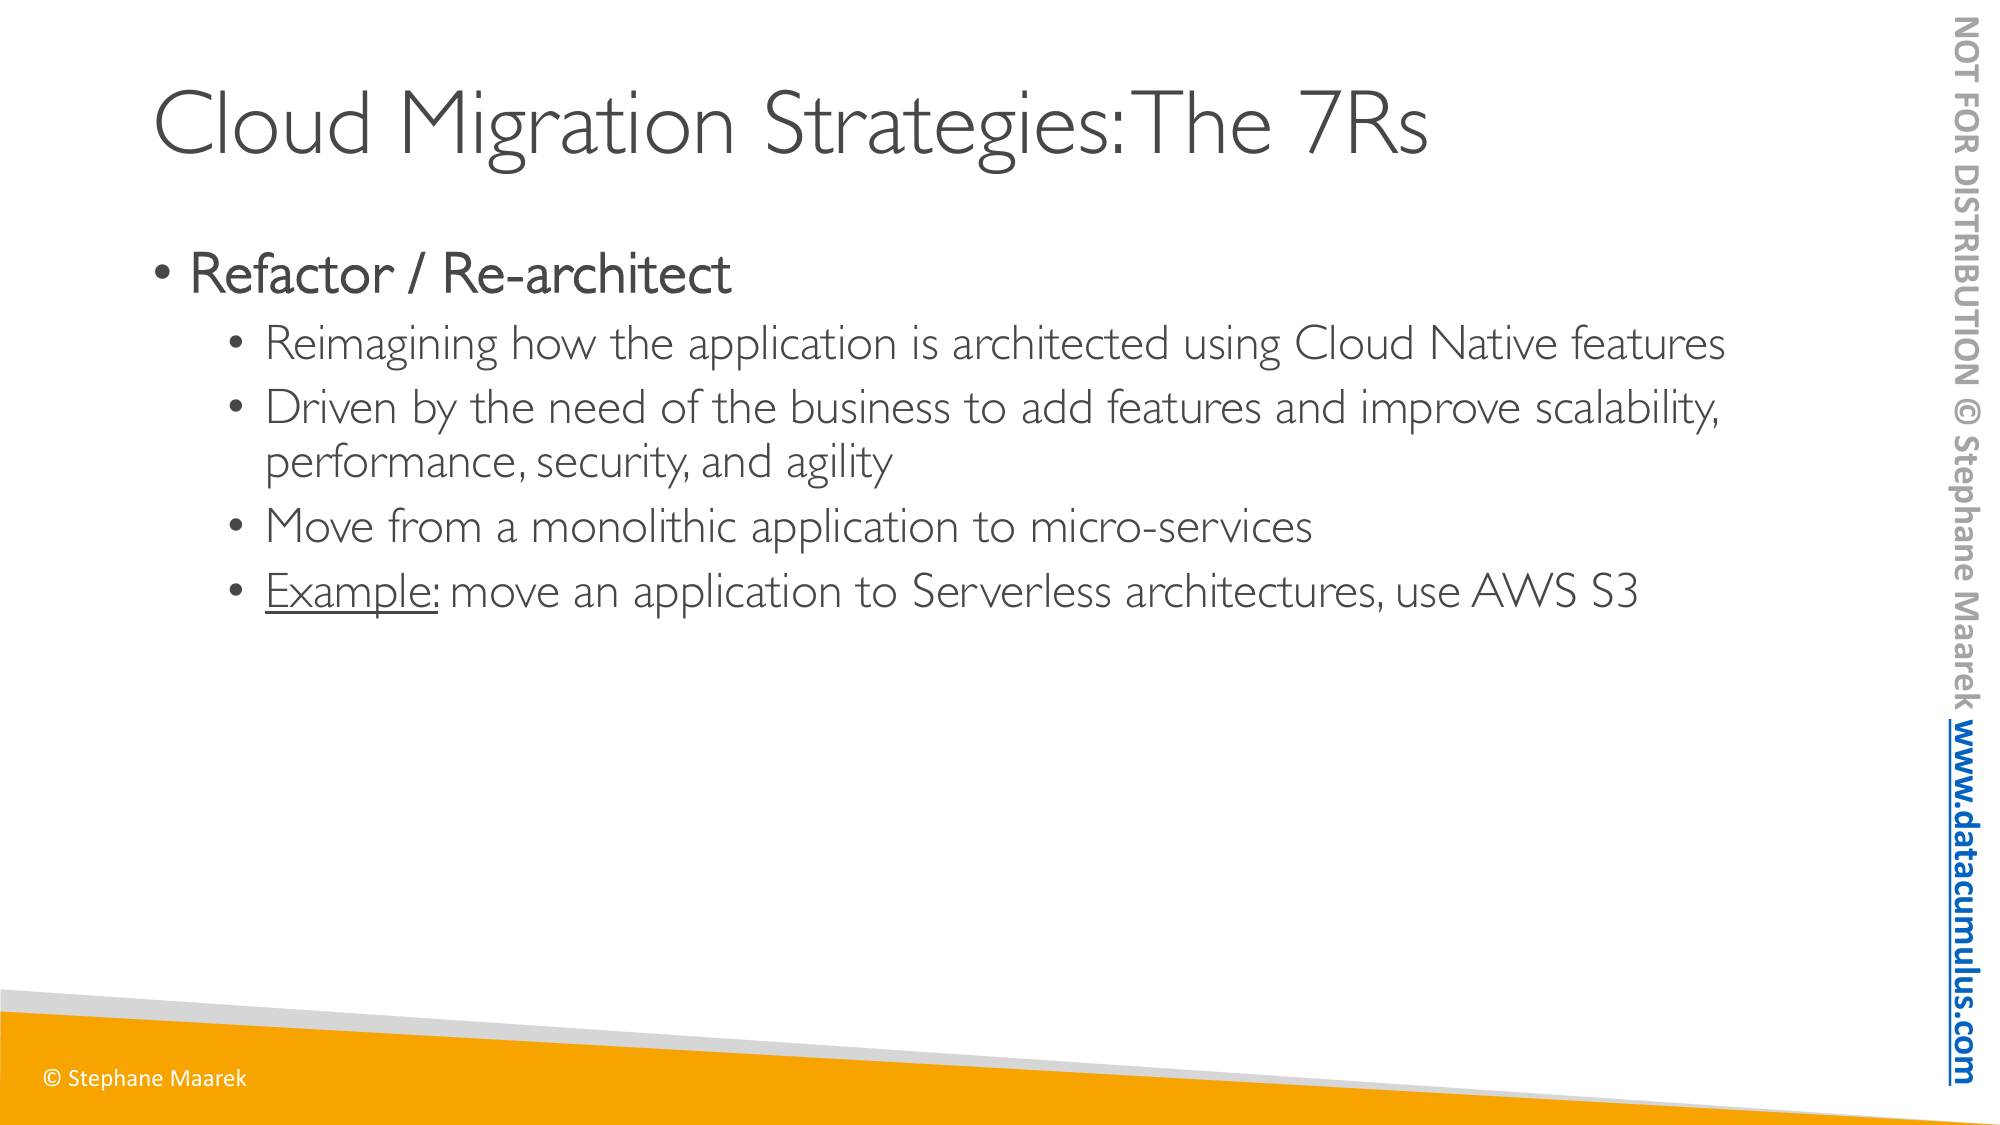 Cloud Migration Strategies: The 7Rs
• Refactor / Re-architect
• Reimagining how the application is architected using Cloud Native features
• Driven by the need of the business to add features and improve scalability,
performance, security, and agility
• Move from a monolithic application to micro-services
• Example: move an application to Serverless architectures, use AWS S3
© Stephane Maarek
NOT FOR DISTRIBUTION © Stephane Maarek www.datacumulus.com